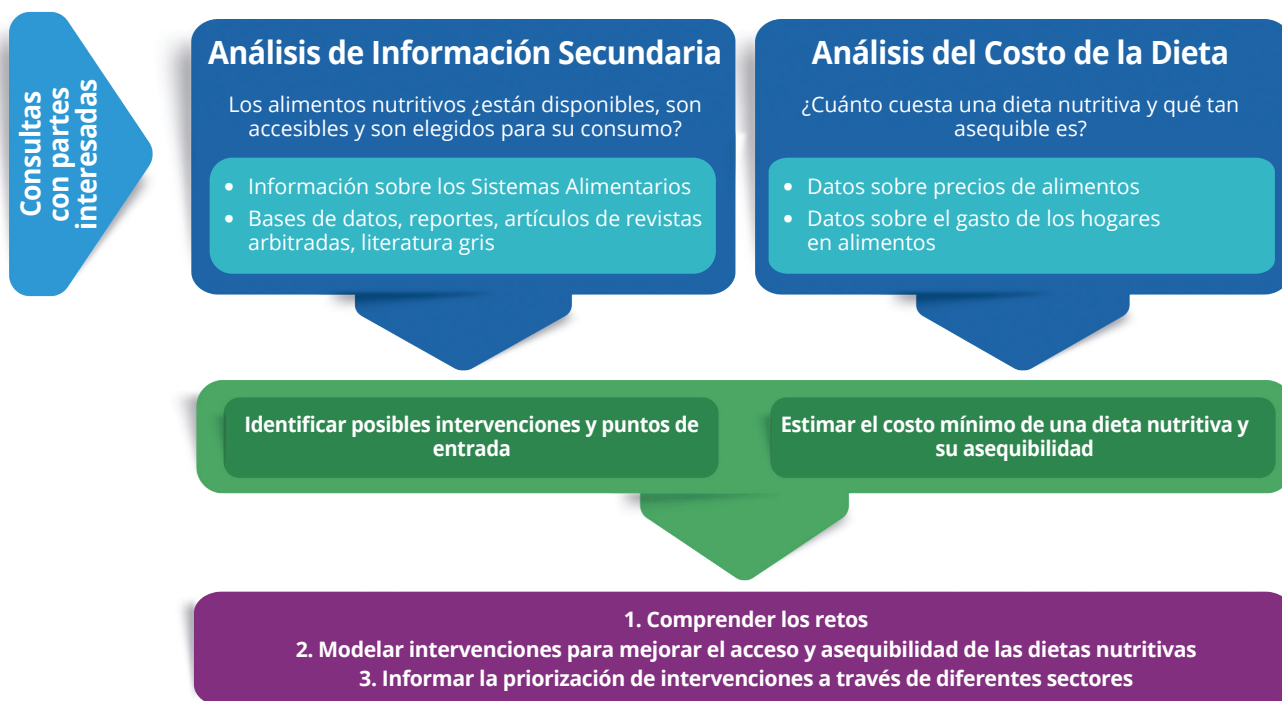 Consultas
con partes
interesadas
Análisis de Información Secundaria
Los alimentos nutritivos ¿están disponibles, son
accesibles y son elegidos para su consumo?
• Información sobre los Sistemas Alimentarios
• Bases de datos, reportes, artículos de revistas
arbitradas, literatura gris
Análisis del Costo de la Dieta
¿Cuánto cuesta una dieta nutritiva y qué tan
asequible es?
• Datos sobre precios de alimentos
• Datos sobre el gasto de los hogares
en alimentos
Identificar posibles intervenciones y puntos de
entrada
Estimar el costo mínimo de una dieta nutritiva y
su asequibilidad
1. Comprender los retos
2. Modelar intervenciones para mejorar el acceso y asequibilidad de las dietas nutritivas
3. Informar la priorización de intervenciones a través de diferentes sectores